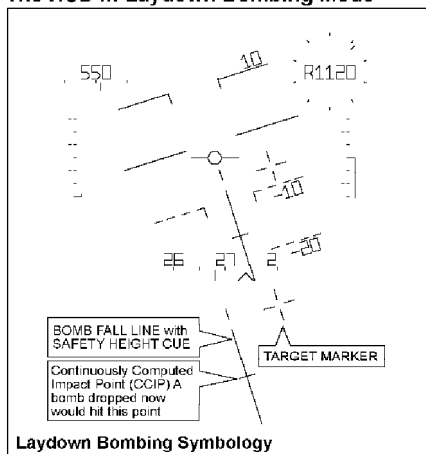 The HUD in Laydown Bombing Mode
10
550
R1120
-10
-20
26 27 2
BOMB FALL LINE with
SAFETY HEIGHT CUE
TARGET MARKER
Continuously Computed
Impact Point (CCIP) A
bomb dropped now
would hit this point
Laydown Bombing Symbology